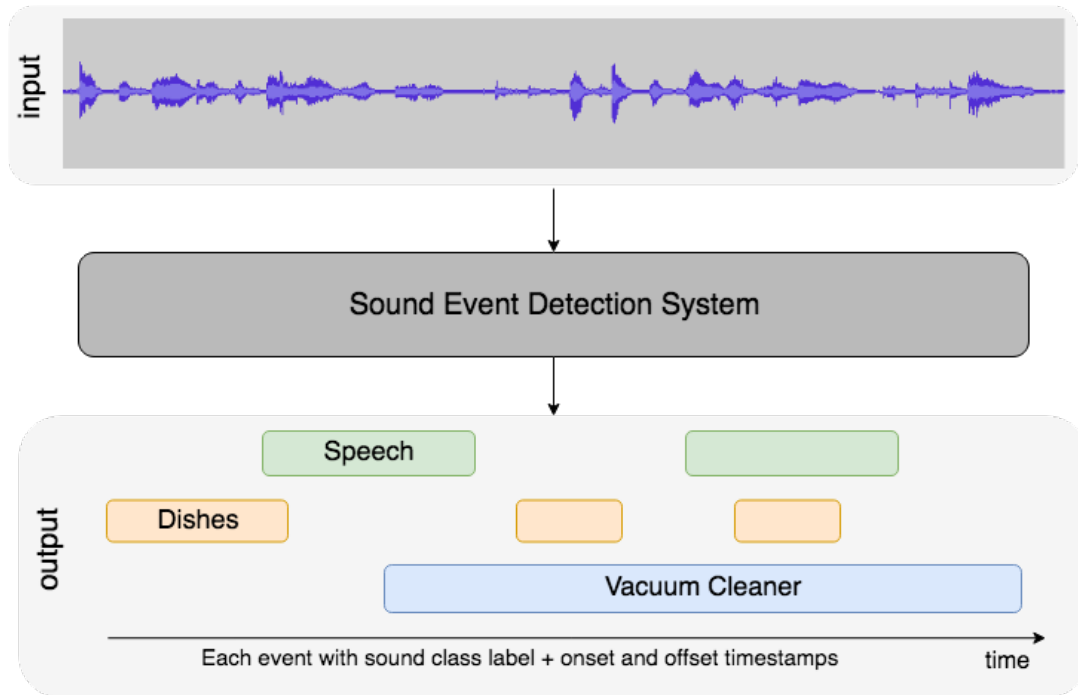 input
Sound Event Detection System
Speech
Dishes
output
Vacuum Cleaner
Each event with sound class label + onset and offset timestamps
time